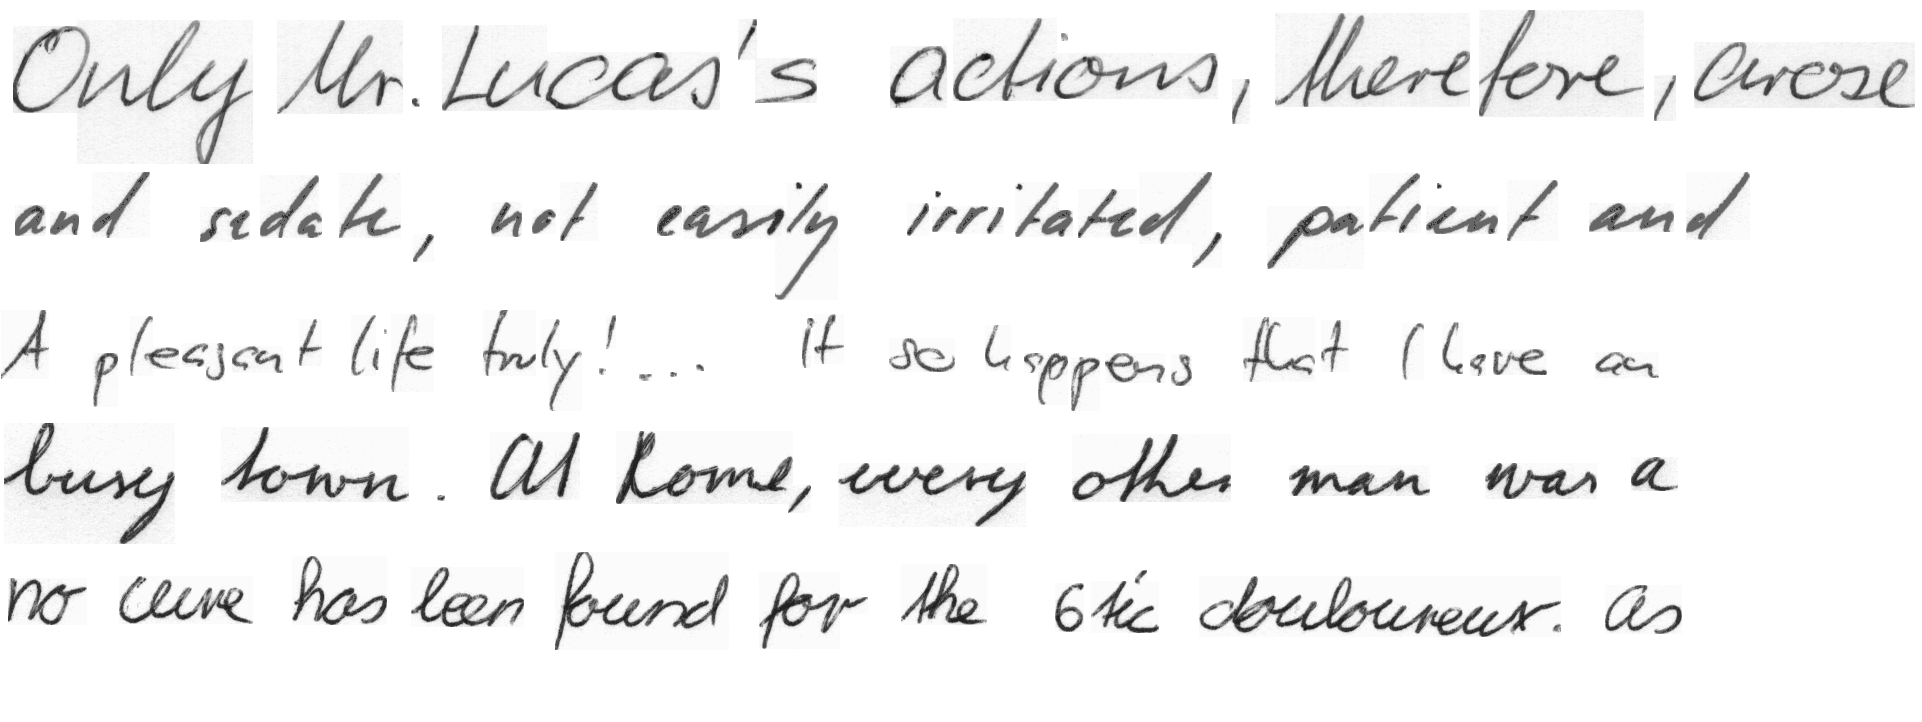 Only Mr. Lucas's actions, therefore, arose
and sedate, not easily irritated, patient and
A pleasant life truly! ... It so happens that I have an
busy town. At Rome, every other man was a
no cure has been found for the 6tic douloureux. As